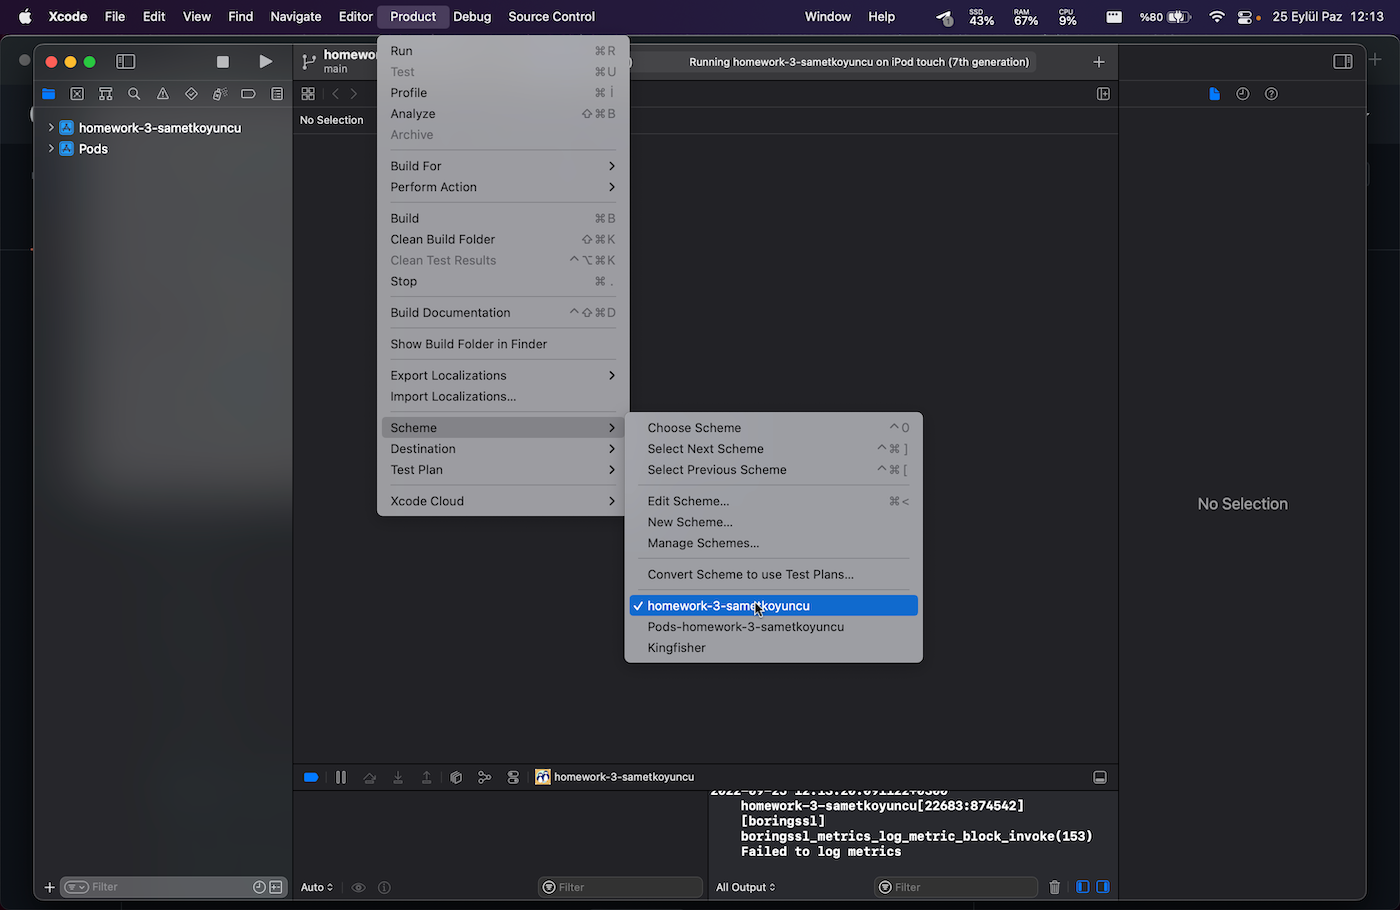 Xcode File Edit View Find Navigate Editor Product Debug Source Control Window Help SSD 43% RAM 67% CPU 9% %80 25 Eylül Paz 12:13
homewor
main
Running homework-3-sametkoyuncu on iPod touch (7th generation)
No Selection
homework-3-sametkoyuncu
Pods
Run ⌘R
Test ⌘U
Profile ⌘I
Analyze ⇧⌘B
Archive
Build For
Perform Action
Build ⌘B
Clean Build Folder ⇧⌘K
Clean Test Results ^⌥⌘K
Stop ⌘.
Build Documentation ^⇧⌘D
Show Build Folder in Finder
Export Localizations
Import Localizations...
Scheme
Destination
Test Plan
Xcode Cloud
Choose Scheme ^0
Select Next Scheme ^⌘]
Select Previous Scheme ^⌘[
Edit Scheme... ⌘<
New Scheme...
Manage Schemes...
Convert Scheme to use Test Plans...
homework-3-sametkoyuncu
Pods-homework-3-sametkoyuncu
Kingfisher
No Selection
homework-3-sametkoyuncu
homework-3-sametkoyuncu[22683:874542]
[boringssl]
boringssl_metrics_log_metric_block_invoke(153)
Failed to log metrics
Filter
Auto
Filter
All Output
Filter